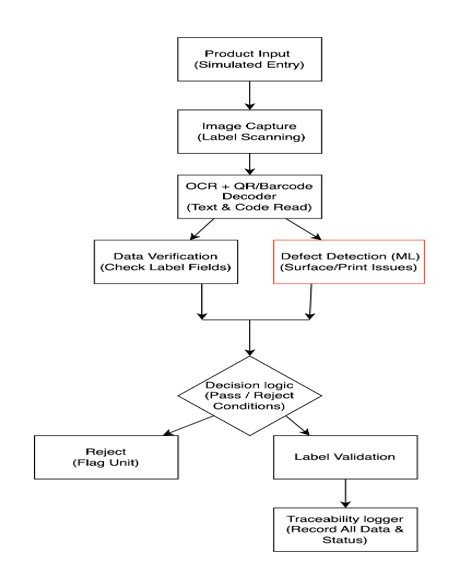 Product Input
(Simulated Entry)
Image Capture
(Label Scanning)
OCR + QR/Barcode
Decoder
(Text & Code Read)
Data Verification
(Check Label Fields)
Defect Detection (ML)
(Surface/Print Issues)
Decision logic
(Pass / Reject
Conditions)
Reject
(Flag Unit)
Label Validation
Traceability logger
(Record All Data &
Status)